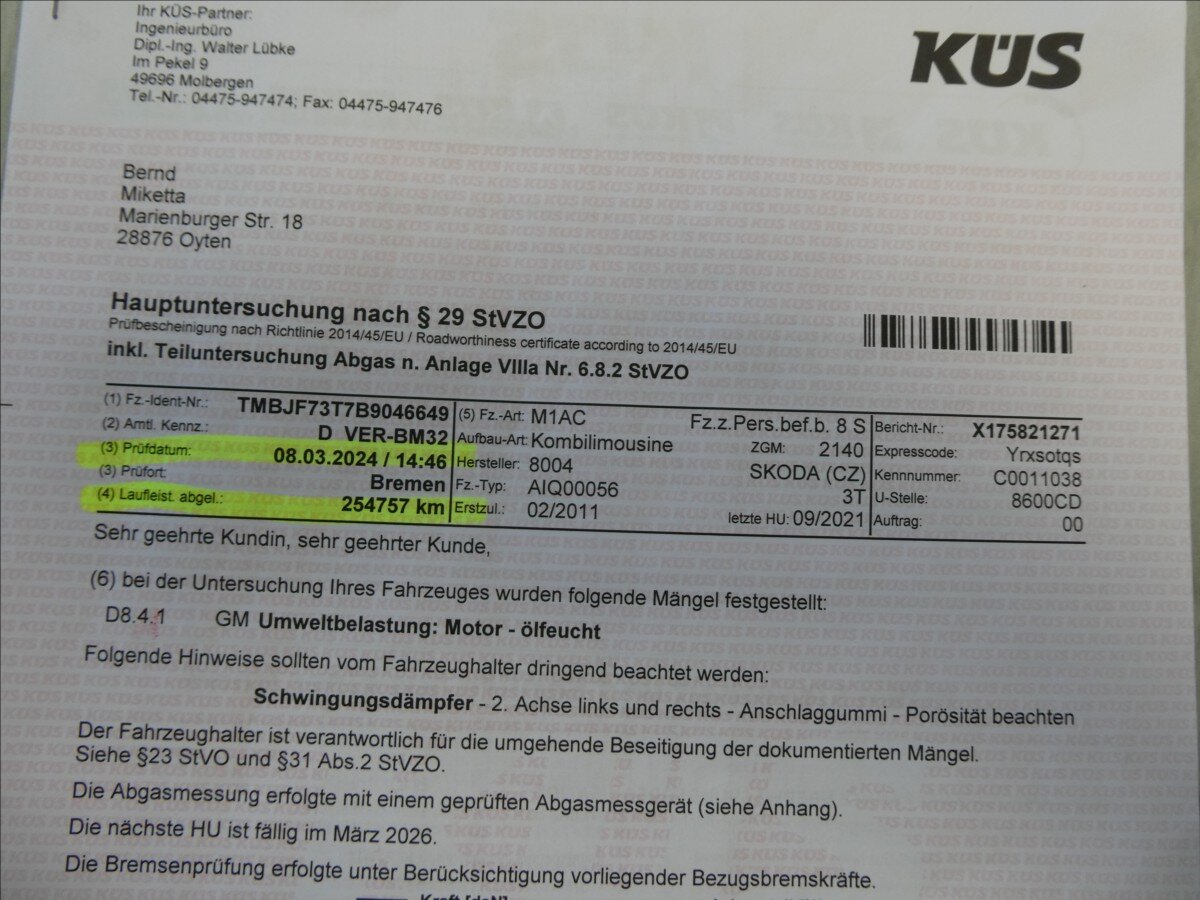 Ihr KÜS-Partner:
Ingenieurbüro
Dipl.-Ing. Walter Lübke
Im Pekel 9
49696 Molbergen
Tel.-Nr.: 04475-947474; Fax: 04475-947476
KÜS
Bernd
Miketta
Marienburger Str. 18
28876 Oyten
Hauptuntersuchung nach § 29 StVZO
Prüfbescheinigung nach Richtlinie 2014/45/EU / Roadworthiness certificate according to 2014/45/EU
inkl. Teiluntersuchung Abgas n. Anlage VIIIa Nr. 6.8.2 StVZO
(1) Fz.-Ident-Nr.: TMBJF73T7B9046649
(2) Amtl. Kennz.: D VER-BM32
(3) Prüfdatum: 08.03.2024 / 14:46
(3) Prüfort: Bremen
(4) Laufleist. abgel.: 254757 km
(5) Fz.-Art: M1AC Fz.z.Pers.bef.b. 8 S
Aufbau-Art: Kombilimousine ZGM: 2140
Hersteller: 8004 SKODA (CZ)
Fz.-Typ: AIQ00056 3T
Erstzul.: 02/2011 letzte HU: 09/2021
Bericht-Nr.: X175821271
Expresscode: Yrxsotqs
Kennnummer: C0011038
U-Stelle: 8600CD
Auftrag: 00
Sehr geehrte Kundin, sehr geehrter Kunde,
(6) bei der Untersuchung Ihres Fahrzeuges wurden folgende Mängel festgestellt:
D8.4.1 GM Umweltbelastung: Motor - ölfeucht
Folgende Hinweise sollten vom Fahrzeughalter dringend beachtet werden:
Schwingungsdämpfer - 2. Achse links und rechts - Anschlaggummi - Porösität beachten
Der Fahrzeughalter ist verantwortlich für die umgehende Beseitigung der dokumentierten Mängel.
Siehe §23 StVO und §31 Abs.2 StVZO.
Die Abgasmessung erfolgte mit einem geprüften Abgasmessgerät (siehe Anhang).
Die nächste HU ist fällig im März 2026.
Die Bremsenprüfung erfolgte unter Berücksichtigung vorliegender Bezugsbremskräfte.
Kraft [daN]